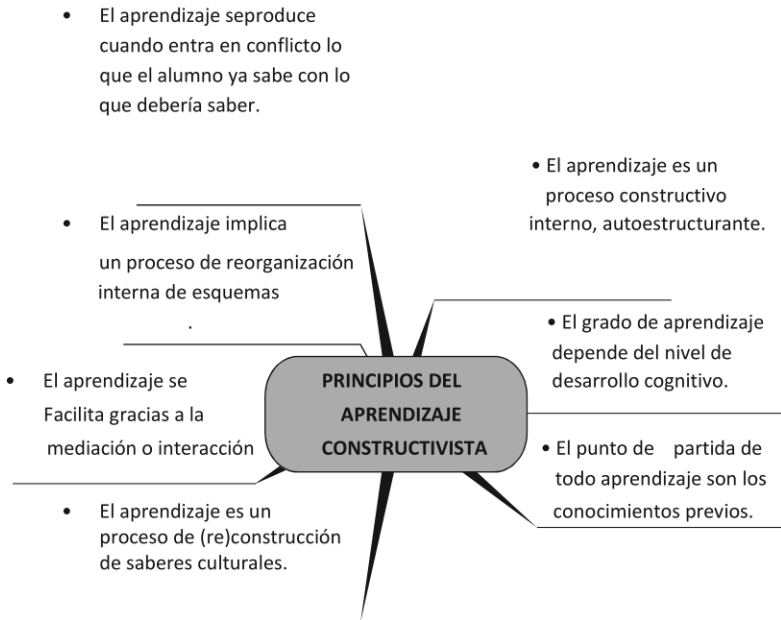 • El aprendizaje seproduce
cuando entra en conflicto lo
que el alumno ya sabe con lo
que debería saber.
• El aprendizaje es un
proceso constructivo
interno, autoestructurante.
• El aprendizaje implica
un proceso de reorganización
interna de esquemas
.
• El grado de aprendizaje
depende del nivel de
desarrollo cognitivo.
• El aprendizaje se
Facilita gracias a la
mediación o interacción
PRINCIPIOS DEL
APRENDIZAJE
CONSTRUCTIVISTA
• El punto de partida de
todo aprendizaje son los
conocimientos previos.
• El aprendizaje es un
proceso de (re)construcción
de saberes culturales.